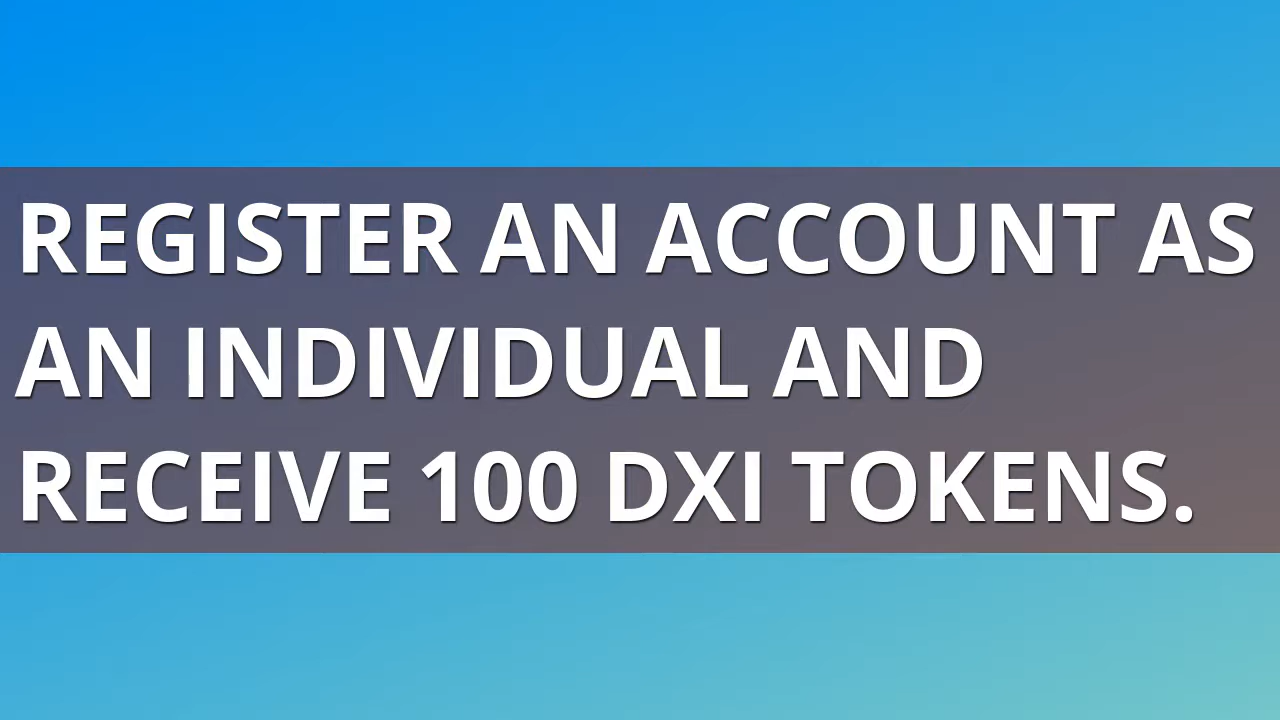 REGISTER AN ACCOUNT AS
AN INDIVIDUAL AND
RECEIVE 100 DXI TOKENS.